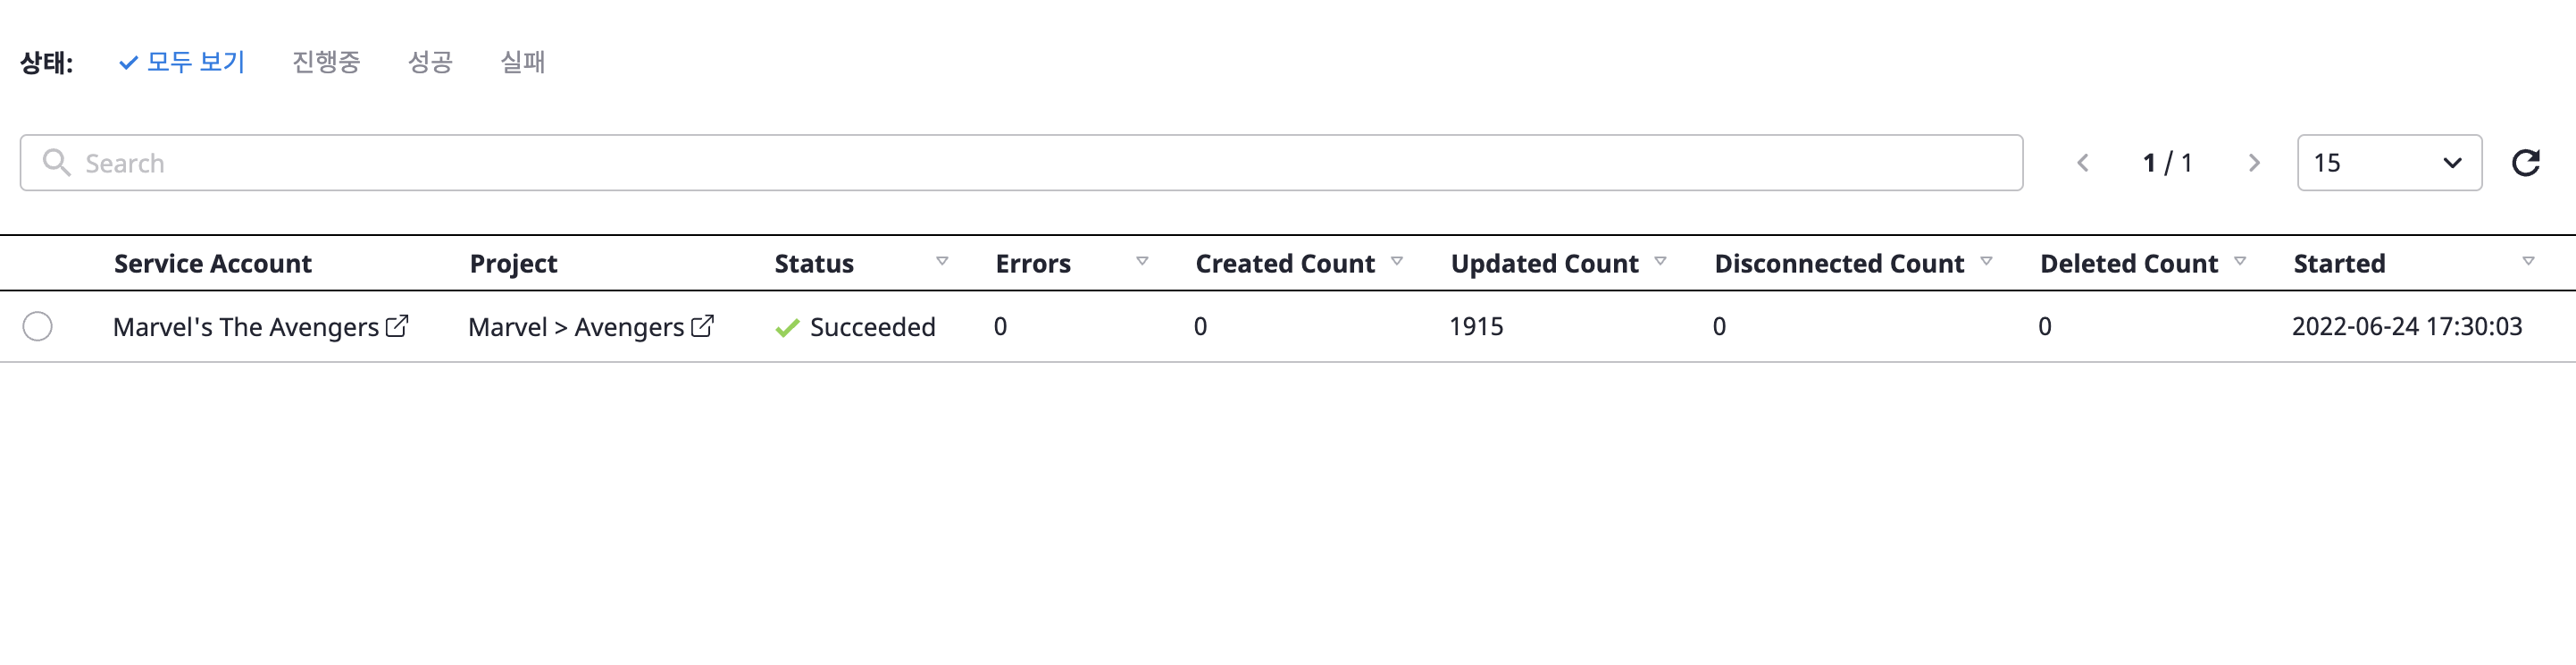 상태: 모두 보기 진행중 성공 실패
Search 1 / 1 15
Service Account Project Status Errors Created Count Updated Count Disconnected Count Deleted Count Started
Marvel's The Avengers Marvel > Avengers Succeeded 0 0 1915 0 0 2022-06-24 17:30:03